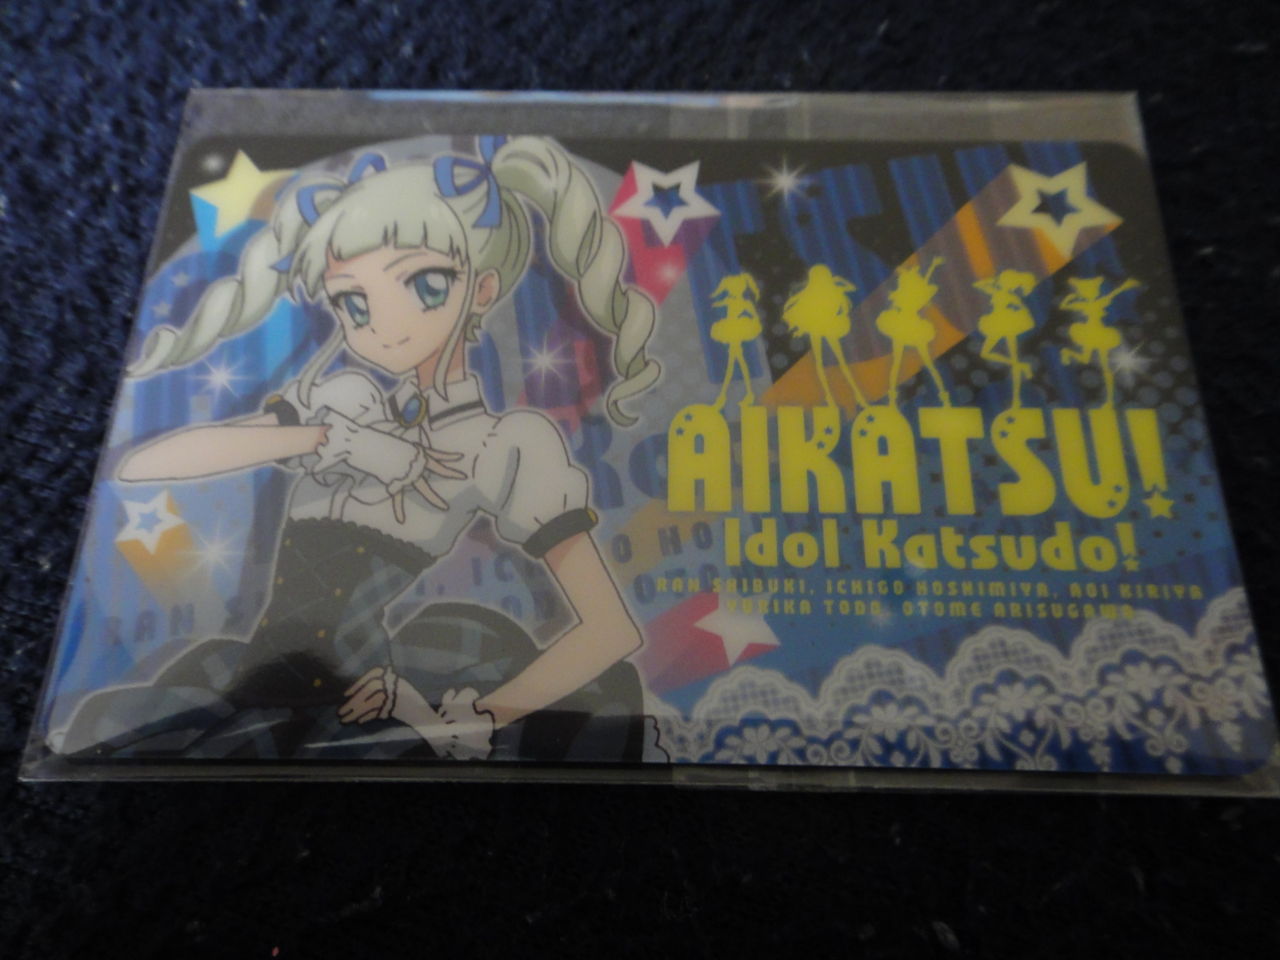 AIKATSU!
Idol Katsudo!
RAN SHIBUKI, ICHIGO HOSHIMIYA, AOI KIRIYA
YURIKA TODO, OTOME ARISUGAWA